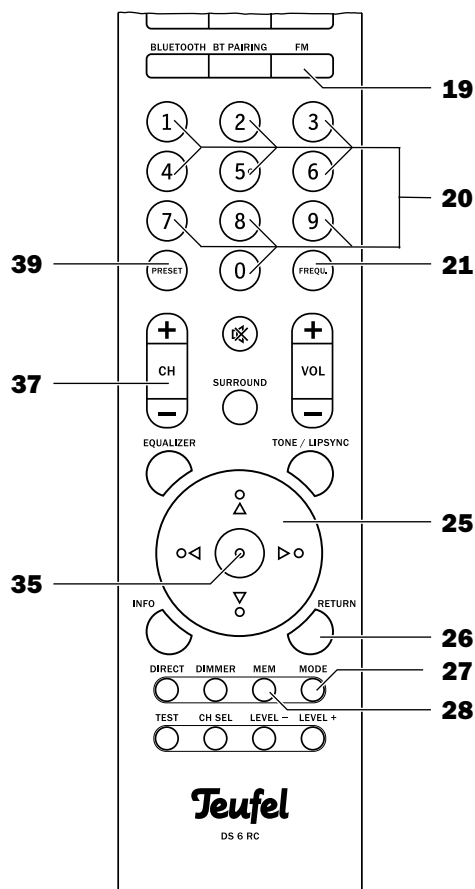 BLUETOOTH BT PAIRING FM
19
1 2 3
4 5 6
20
7 8 9
39
PRESET 0 FREQU.
21
+ +
37
CH VOL
SURROUND
− −
EQUALIZER TONE / LIPSYNC
25
35
INFO RETURN
26
DIRECT DIMMER MEM MODE
27
28
TEST CH SEL LEVEL − LEVEL +
Teufel
DS 6 RC